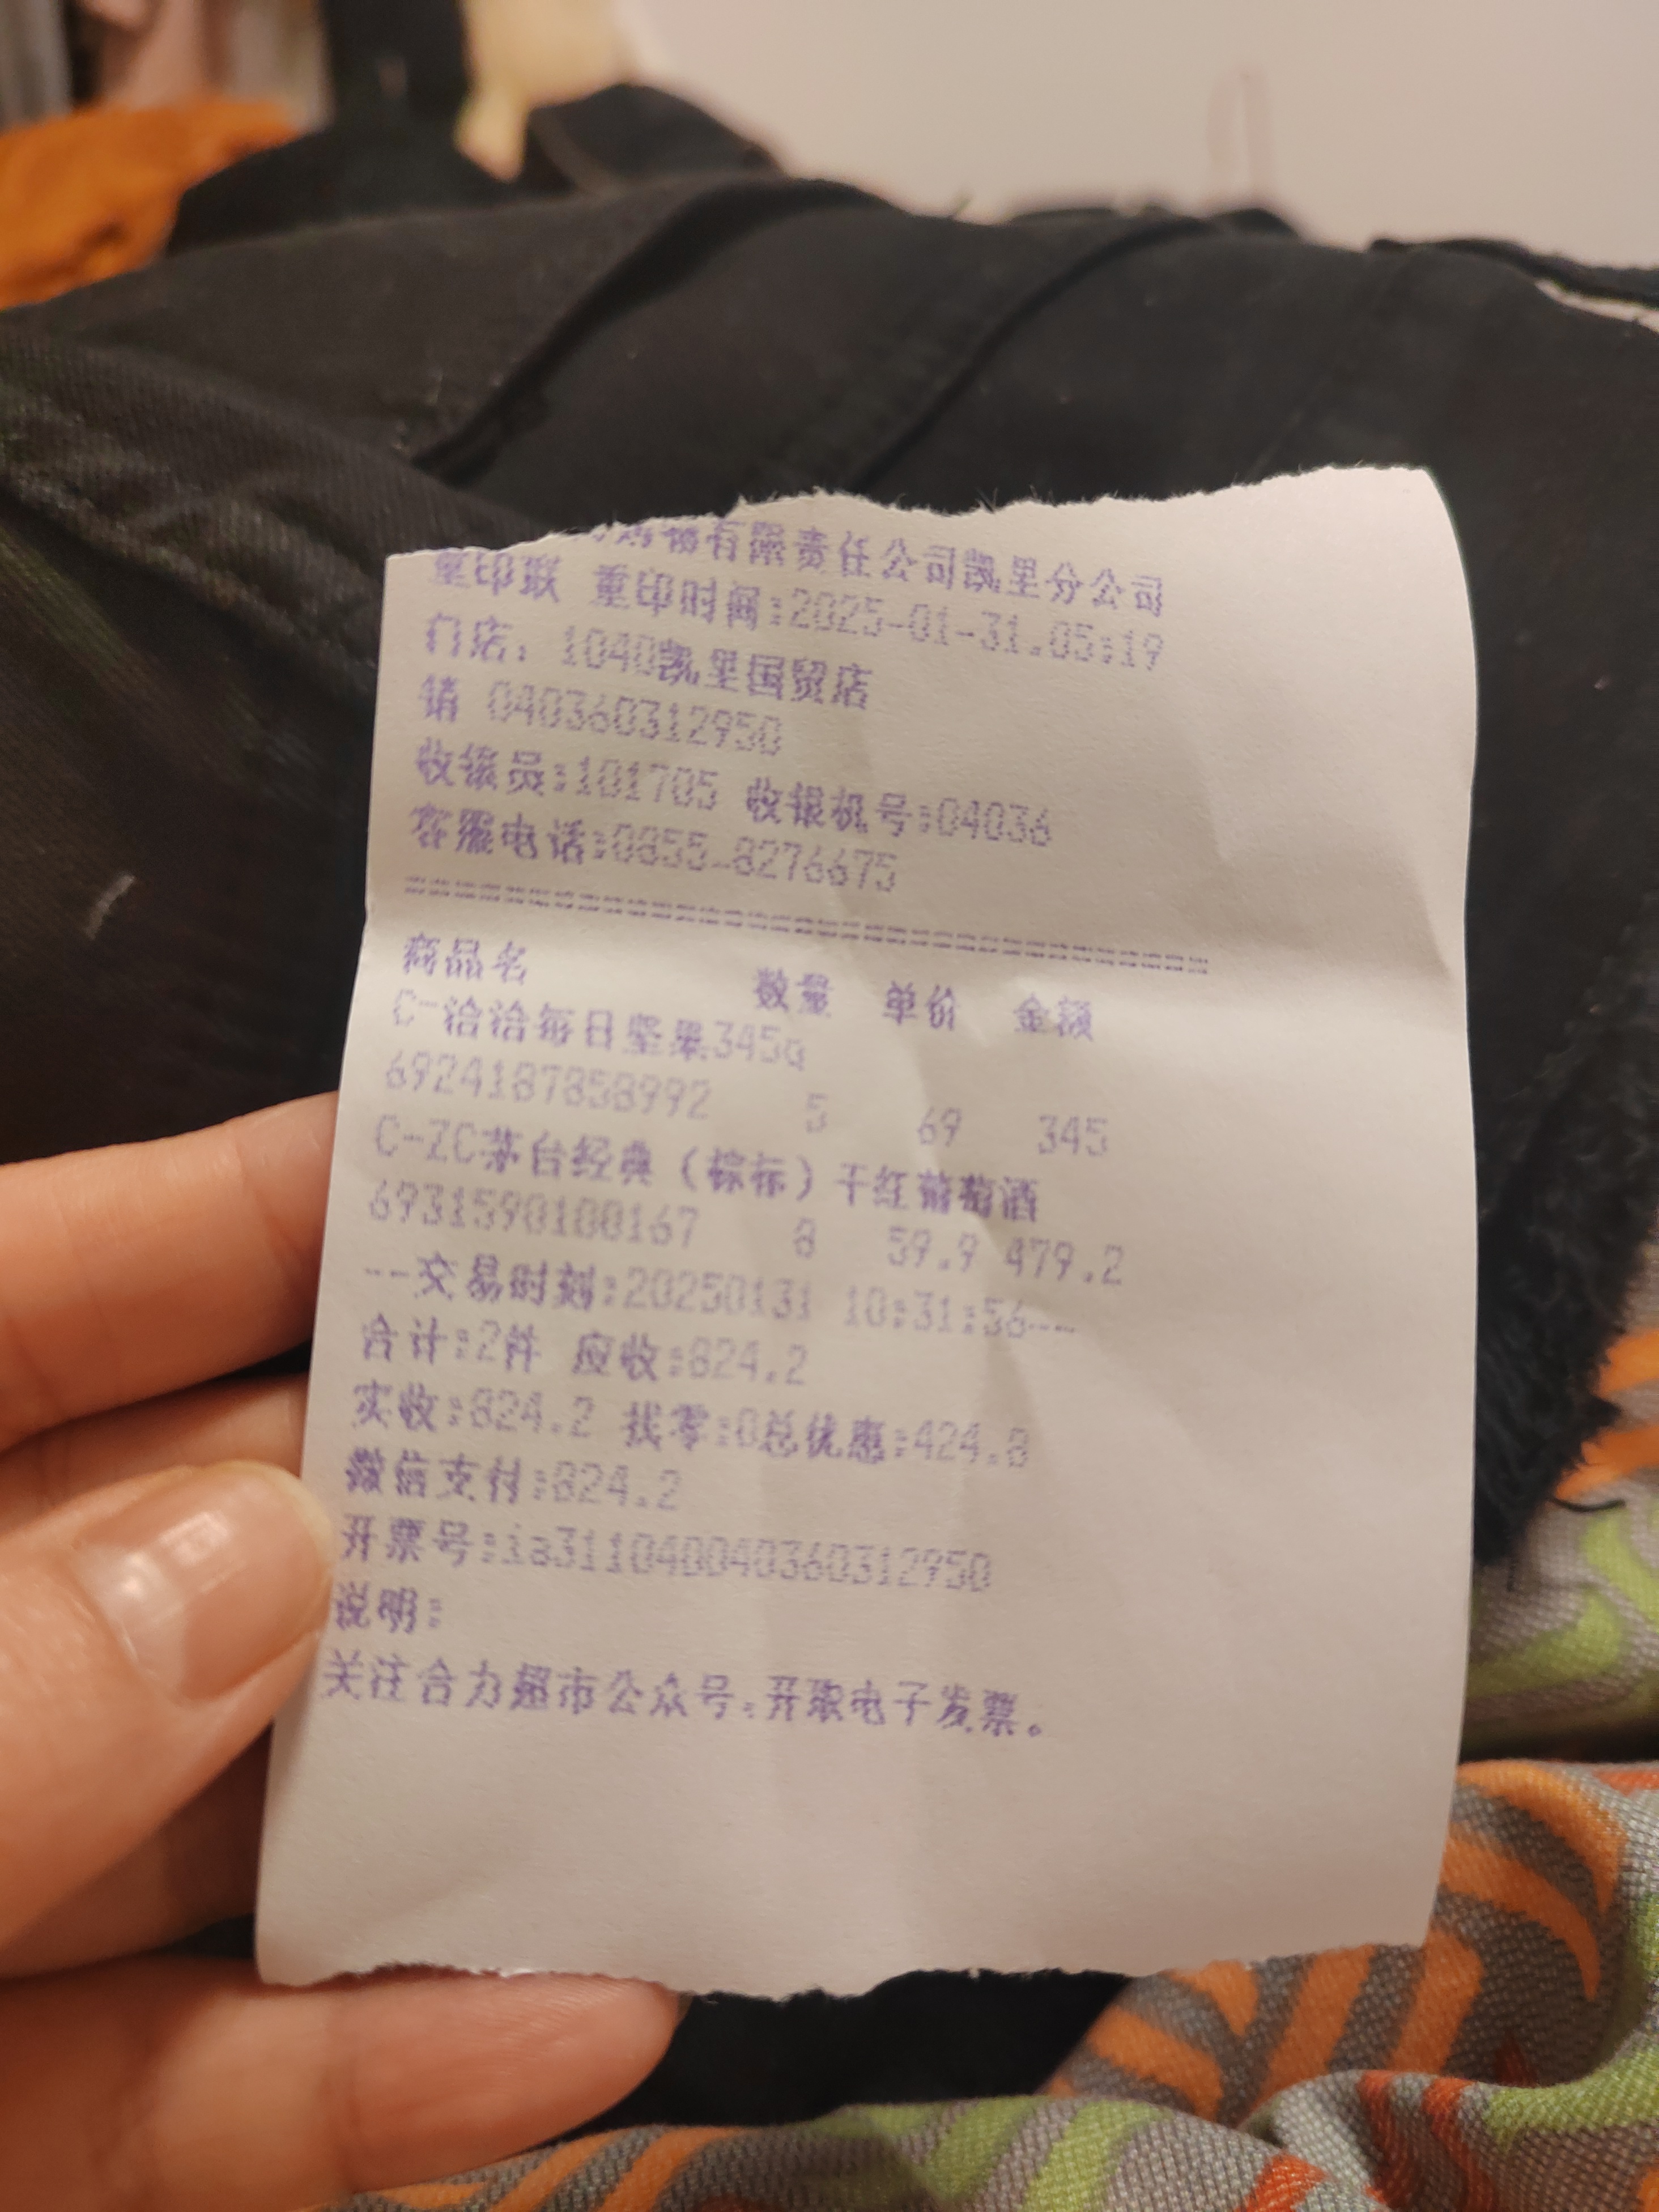 购物有限责任公司凯里分公司
重印联 重印时间:2025-01-31.05:19
门店: 1040凯里国贸店
销 040360312950
收银员:101705 收银机号:04036
客服电话:0855-8276675
商品名 数量 单价 金额
C-洽洽每日坚果345g
6924187858992 5 69 345
C-ZC茅台经典(棕标)干红葡萄酒
6931590100167 8 59.9 479.2
--交易时刻:20250131 10:31:56--
合计:2件 应收:824.2
实收:824.2 找零:0总优惠:424.8
微信支付:824.2
开票号:ia311040040360312950
说明:
关注合力超市公众号,开取电子发票。